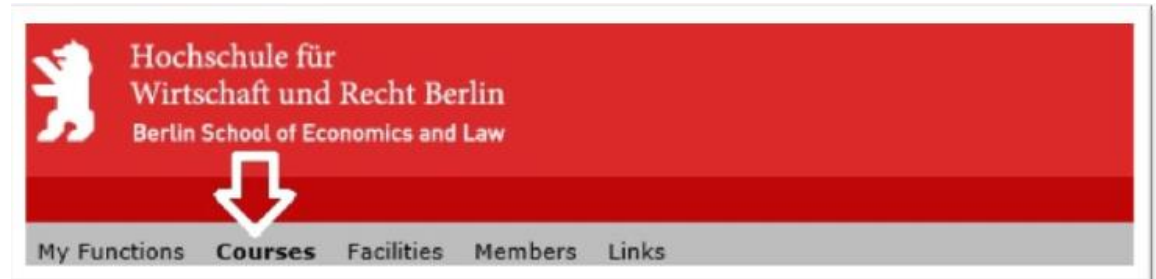 Hochschule für
Wirtschaft und Recht Berlin
Berlin School of Economics and Law
My Functions Courses Facilities Members Links